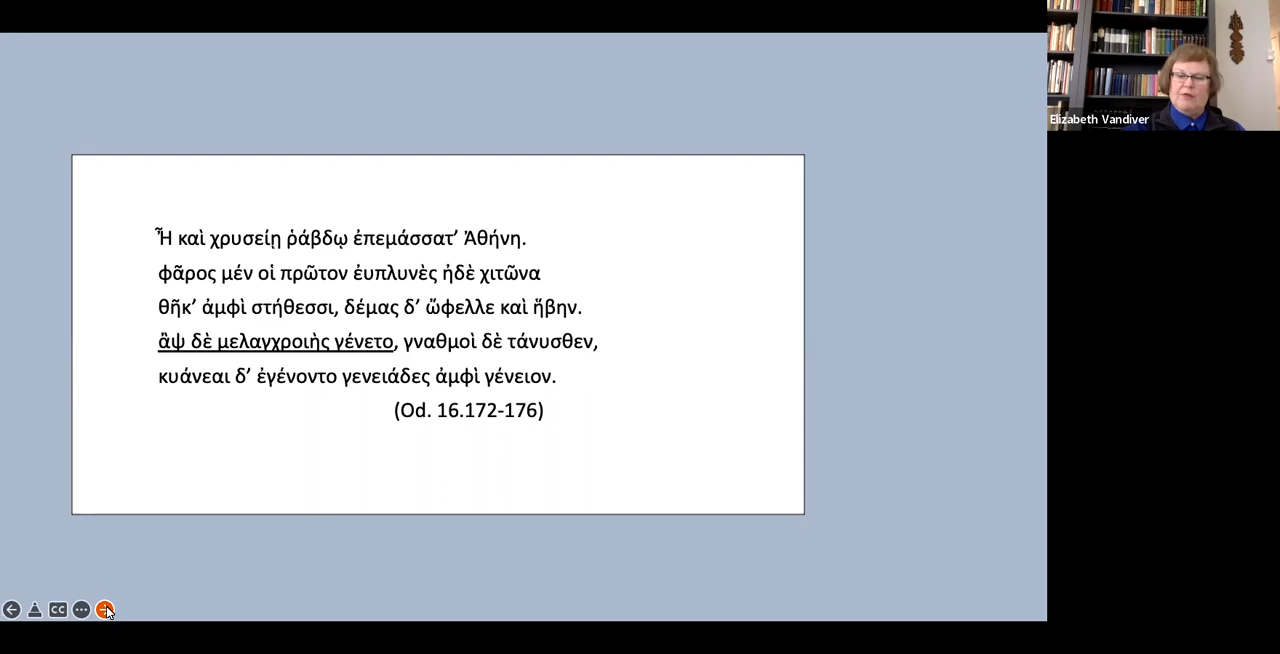 Ἦ καὶ χρυσείῃ ῥάβδῳ ἐπεμάσσατ’ Ἀθήνη.
φᾶρος μέν οἱ πρῶτον ἐυπλυνὲς ἠδὲ χιτῶνα
θῆκ’ ἀμφὶ στήθεσσι, δέμας δ’ ὤφελλε καὶ ἥβην.
ἂψ δὲ μελαγχροιὴς γένετο, γναθμοὶ δὲ τάνυσθεν,
κυάνεαι δ’ ἐγένοντο γενειάδες ἀμφὶ γένειον.
(Od. 16.172-176)
Elizabeth Vandiver
CC